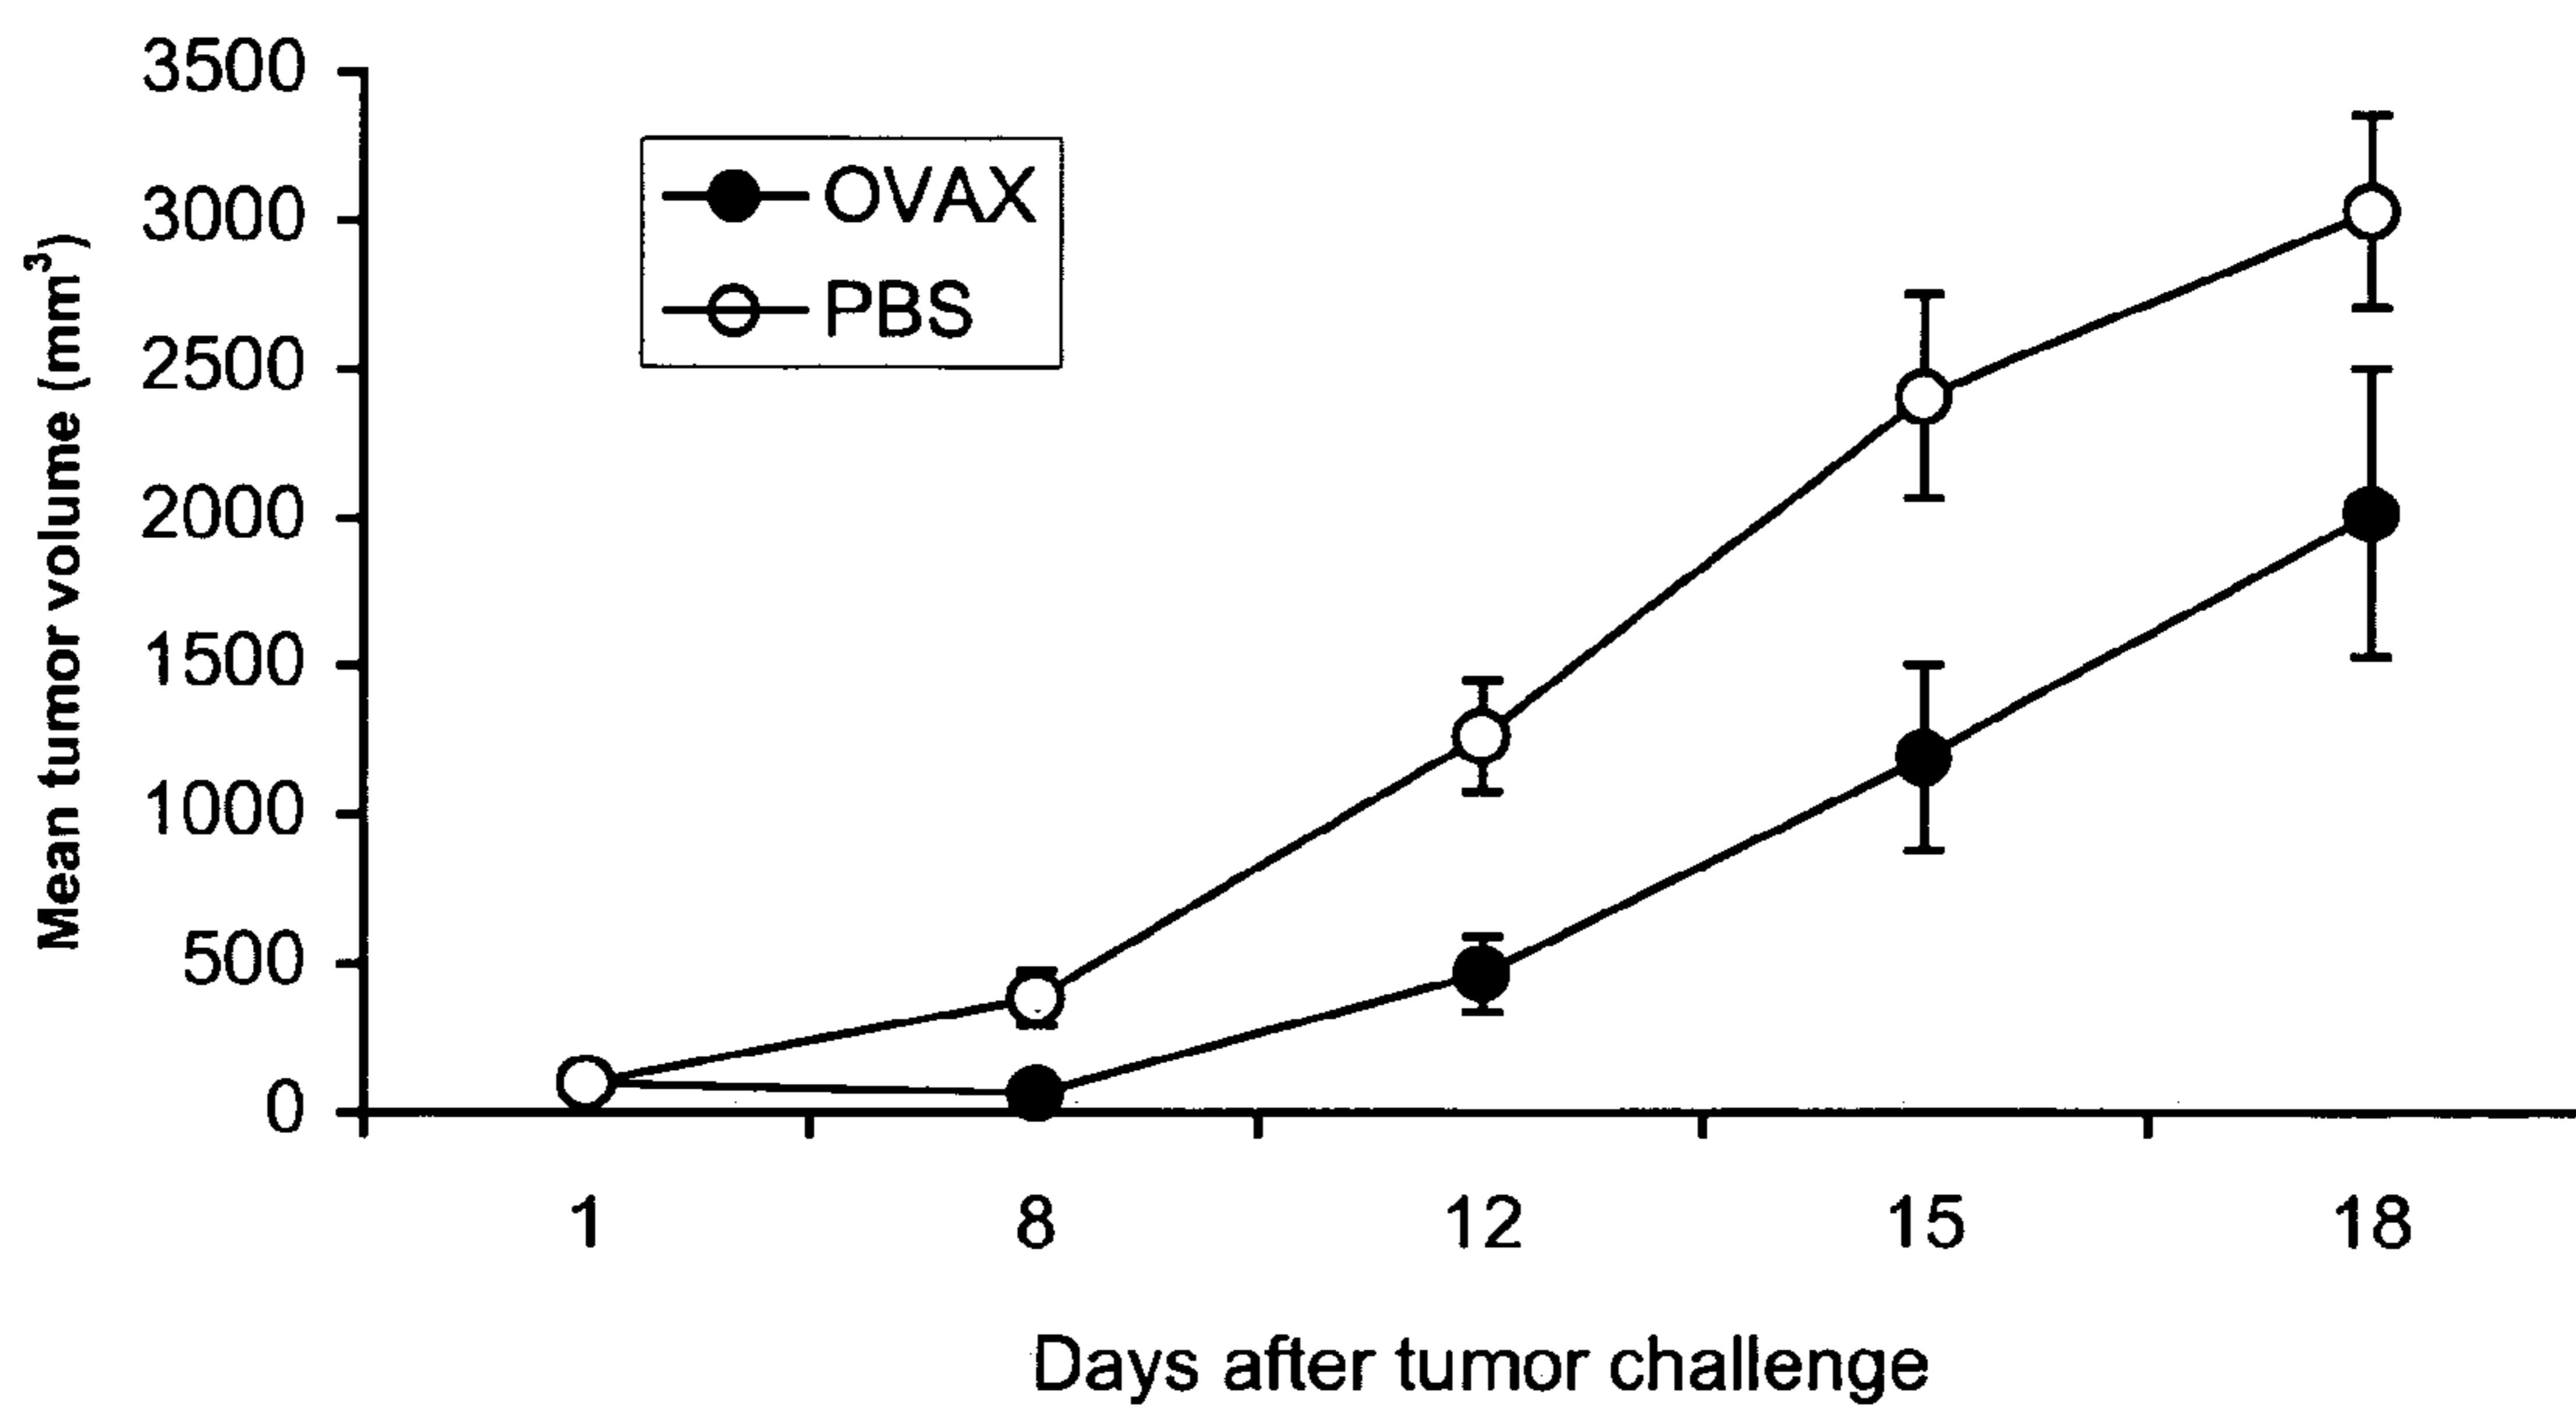 3500
3000
2500
2000
1500
1000
500
0
Mean tumor volume (mm³)
OVAX
PBS
1 8 12 15 18
Days after tumor challenge